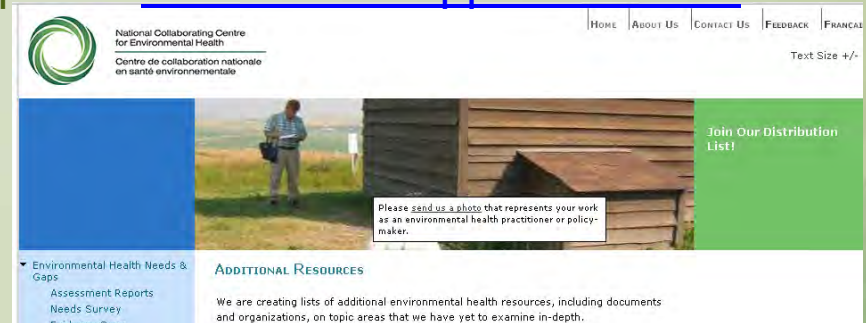 HOME ABOUT US CONTACT US FEEDBACK
National Collaborating Centre
for Environmental Health
Centre de collaboration nationale
en santé environnementale
Text Size +/-
Join Our Distribution
List!
Please send us a photo that represents your work
as an environmental health practitioner or policy-
maker.
Environmental Health Needs &
Gaps
Assessment Reports
Needs Survey
ADDITIONAL RESOURCES
We are creating lists of additional environmental health resources, including documents
and organizations, on topic areas that we have yet to examine in-depth.